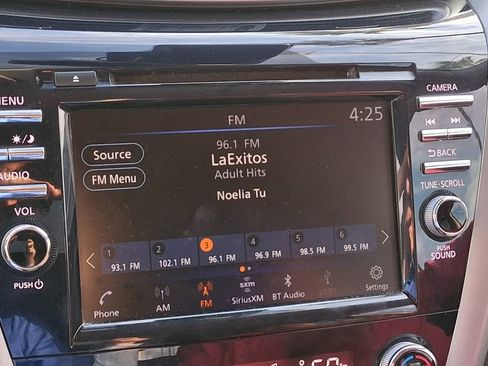 MENU
AUDIO
VOL
PUSH
FM
4:25
Source
FM Menu
96.1 FM
LaExitos
Adult Hits
Noelia Tu
1 2 3 4 5 6
93.1 FM 102.1 FM 96.1 FM 96.9 FM 98.5 FM 99.5 FM
Phone AM FM SiriusXM BT Audio Settings
sxm
CAMERA
BACK
TUNE·SCROLL
PUSH
SOUND